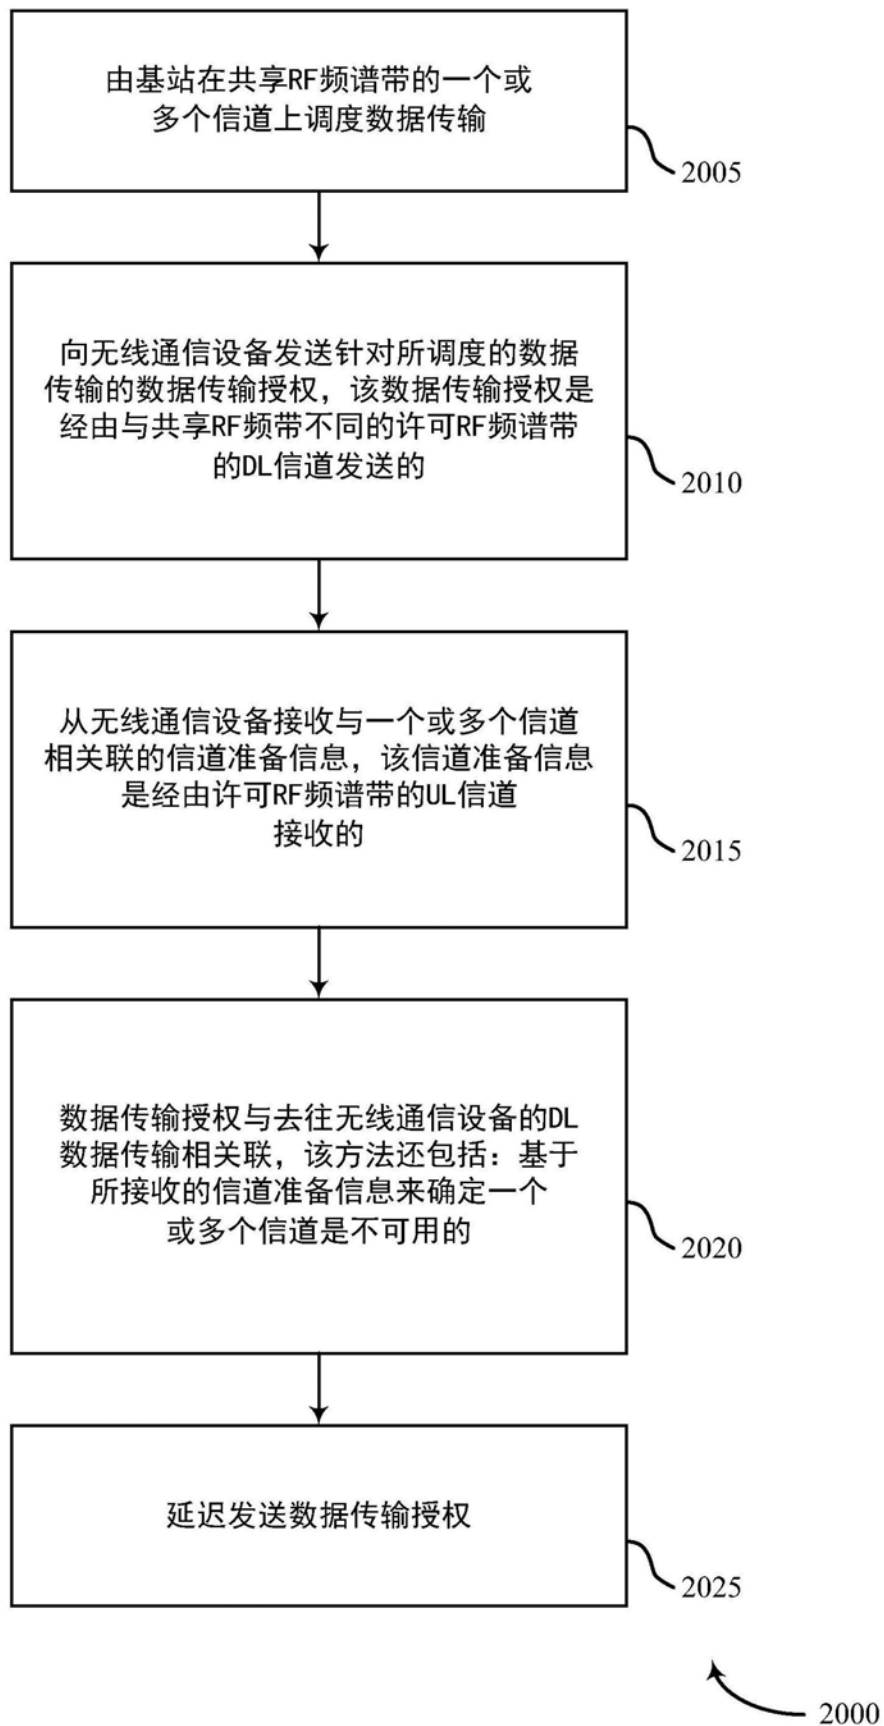 由基站在共享RF频谱带的一个或
多个信道上调度数据传输
2005
向无线通信设备发送针对所调度的数据
传输的数据传输授权，该数据传输授权是
经由与共享RF频带不同的许可RF频谱带
的DL信道发送的
2010
从无线通信设备接收与一个或多个信道
相关联的信道准备信息，该信道准备信息
是经由许可RF频谱带的UL信道
接收的
2015
数据传输授权与去往无线通信设备的DL
数据传输相关联，该方法还包括：基于
所接收的信道准备信息来确定一个
或多个信道是不可用的
2020
延迟发送数据传输授权
2025
2000